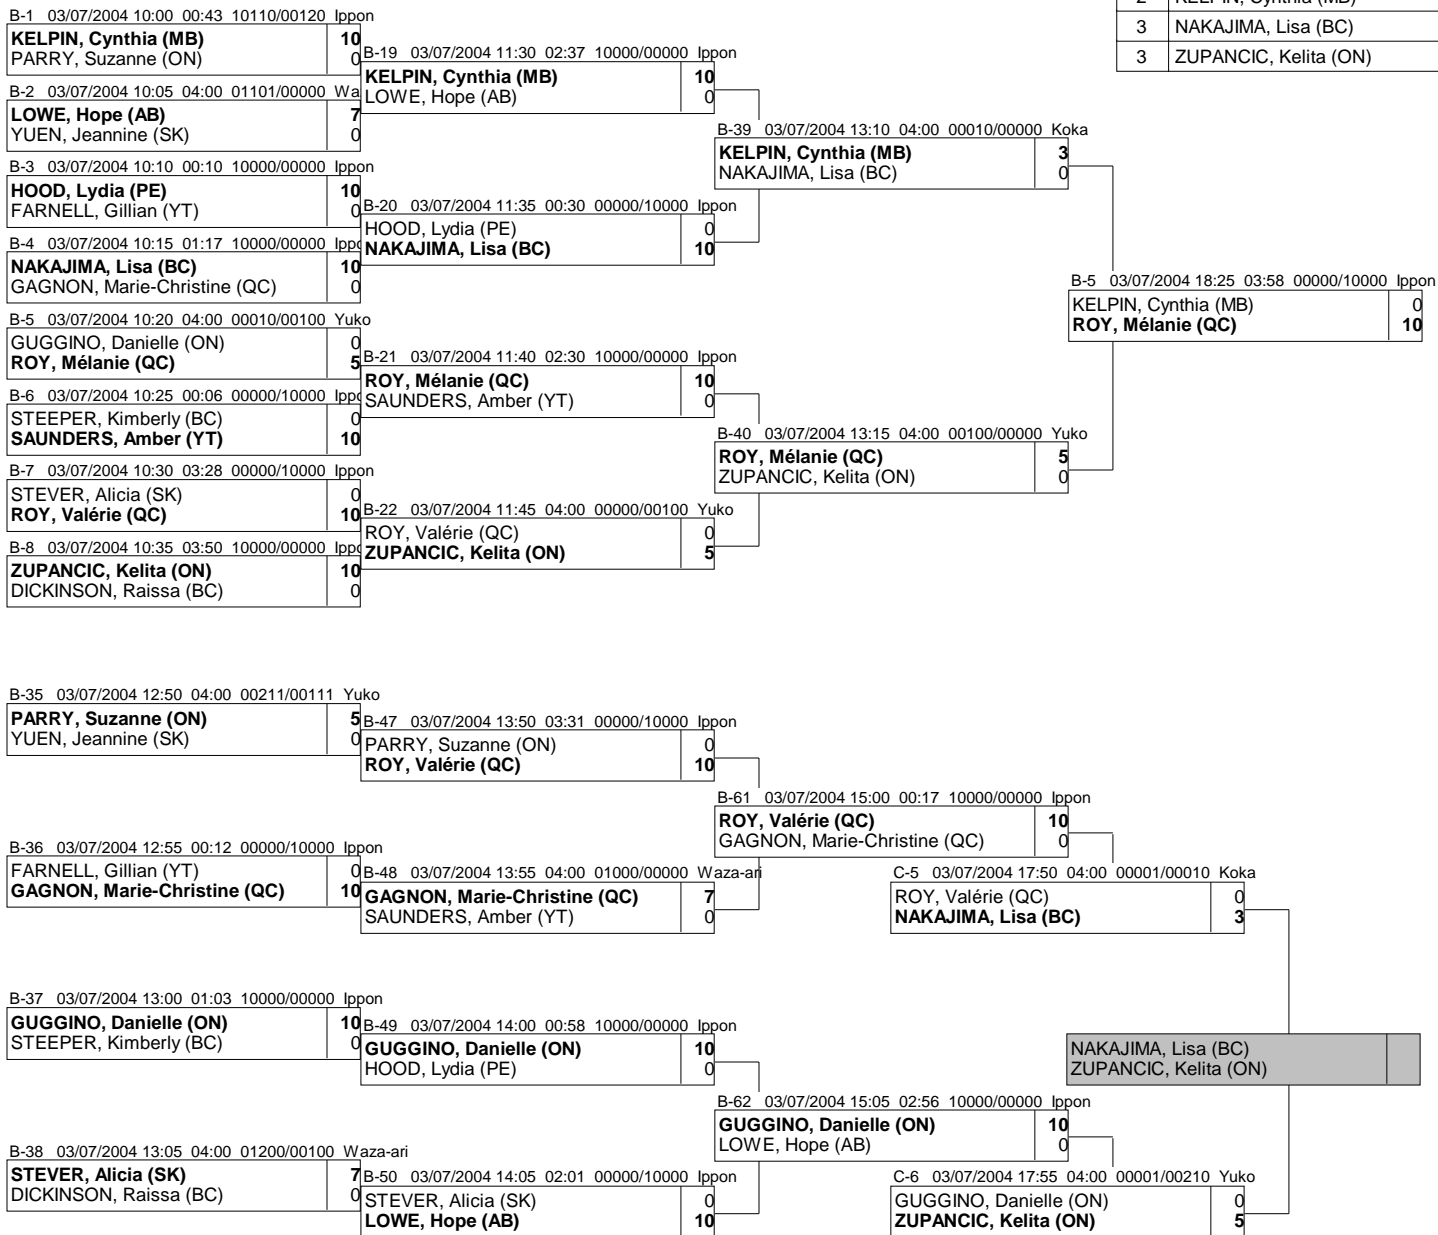 2 KELPIN, Cynthia (MB)
3 NAKAJIMA, Lisa (BC)
3 ZUPANCIC, Kelita (ON)
B-1 03/07/2004 10:00 00:43 10110/00120 Ippon
KELPIN, Cynthia (MB) 10
PARRY, Suzanne (ON) 0
B-2 03/07/2004 10:05 04:00 01101/00000 Wa
LOWE, Hope (AB) 7
YUEN, Jeannine (SK) 0
B-3 03/07/2004 10:10 00:10 10000/00000 Ippon
HOOD, Lydia (PE) 10
FARNELL, Gillian (YT) 0
B-4 03/07/2004 10:15 01:17 10000/00000 Ippo
NAKAJIMA, Lisa (BC) 10
GAGNON, Marie-Christine (QC) 0
B-5 03/07/2004 10:20 04:00 00010/00100 Yuko
GUGGINO, Danielle (ON) 0
ROY, Mélanie (QC) 5
B-6 03/07/2004 10:25 00:06 00000/10000 Ippo
STEEPER, Kimberly (BC) 0
SAUNDERS, Amber (YT) 10
B-7 03/07/2004 10:30 03:28 00000/10000 Ippon
STEVER, Alicia (SK) 0
ROY, Valérie (QC) 10
B-8 03/07/2004 10:35 03:50 10000/00000 Ippo
ZUPANCIC, Kelita (ON) 10
DICKINSON, Raissa (BC) 0
B-19 03/07/2004 11:30 02:37 10000/00000 Ippon
KELPIN, Cynthia (MB) 10
LOWE, Hope (AB) 0
B-20 03/07/2004 11:35 00:30 00000/10000 Ippon
HOOD, Lydia (PE) 0
NAKAJIMA, Lisa (BC) 10
B-21 03/07/2004 11:40 02:30 10000/00000 Ippon
ROY, Mélanie (QC) 10
SAUNDERS, Amber (YT) 0
B-22 03/07/2004 11:45 04:00 00000/00100 Yuko
ROY, Valérie (QC) 0
ZUPANCIC, Kelita (ON) 5
B-39 03/07/2004 13:10 04:00 00010/00000 Koka
KELPIN, Cynthia (MB) 3
NAKAJIMA, Lisa (BC) 0
B-40 03/07/2004 13:15 04:00 00100/00000 Yuko
ROY, Mélanie (QC) 5
ZUPANCIC, Kelita (ON) 0
B-5 03/07/2004 18:25 03:58 00000/10000 Ippon
KELPIN, Cynthia (MB) 0
ROY, Mélanie (QC) 10
B-35 03/07/2004 12:50 04:00 00211/00111 Yuko
PARRY, Suzanne (ON) 5
YUEN, Jeannine (SK) 0
B-36 03/07/2004 12:55 00:12 00000/10000 Ippon
FARNELL, Gillian (YT) 0
GAGNON, Marie-Christine (QC) 10
B-37 03/07/2004 13:00 01:03 10000/00000 Ippon
GUGGINO, Danielle (ON) 10
STEEPER, Kimberly (BC) 0
B-38 03/07/2004 13:05 04:00 01200/00100 Waza-ari
STEVER, Alicia (SK) 7
DICKINSON, Raissa (BC) 0
B-47 03/07/2004 13:50 03:31 00000/10000 Ippon
PARRY, Suzanne (ON) 0
ROY, Valérie (QC) 10
B-48 03/07/2004 13:55 04:00 01000/00000 Waza-ari
GAGNON, Marie-Christine (QC) 7
SAUNDERS, Amber (YT) 0
B-49 03/07/2004 14:00 00:58 10000/00000 Ippon
GUGGINO, Danielle (ON) 10
HOOD, Lydia (PE) 0
B-50 03/07/2004 14:05 02:01 00000/10000 Ippon
STEVER, Alicia (SK) 0
LOWE, Hope (AB) 10
B-61 03/07/2004 15:00 00:17 10000/00000 Ippon
ROY, Valérie (QC) 10
GAGNON, Marie-Christine (QC) 0
B-62 03/07/2004 15:05 02:56 10000/00000 Ippon
GUGGINO, Danielle (ON) 10
LOWE, Hope (AB) 0
C-5 03/07/2004 17:50 04:00 00001/00010 Koka
ROY, Valérie (QC) 0
NAKAJIMA, Lisa (BC) 3
C-6 03/07/2004 17:55 04:00 00001/00210 Yuko
GUGGINO, Danielle (ON) 0
ZUPANCIC, Kelita (ON) 5
NAKAJIMA, Lisa (BC)
ZUPANCIC, Kelita (ON)